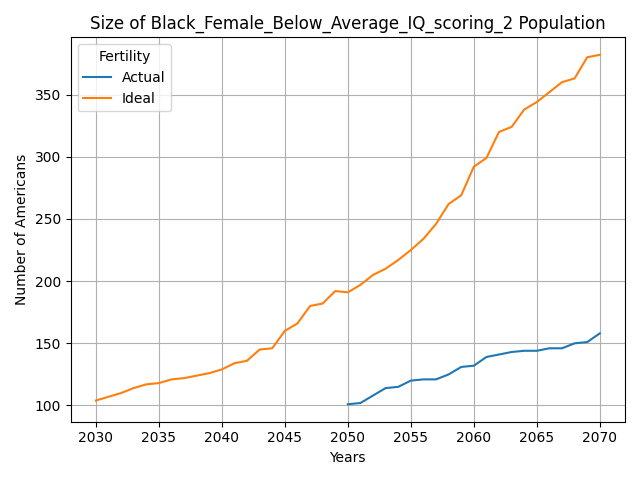 Size of Black_Female_Below_Average_IQ_scoring_2 Population
Fertility
Actual
Ideal
Number of Americans
350
300
250
200
150
100
2030 2035 2040 2045 2050 2055 2060 2065 2070
Years